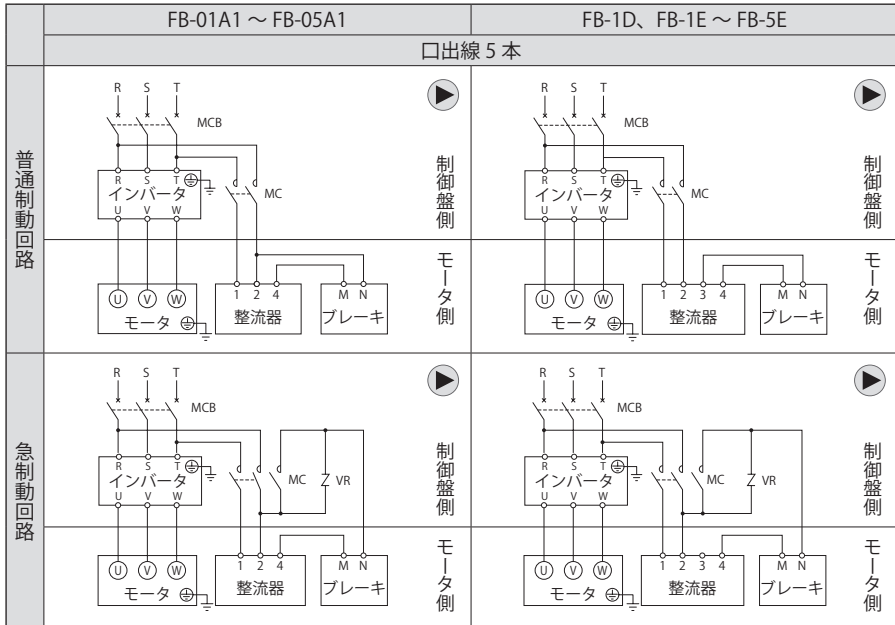 FB-01A1 ～ FB-05A1
FB-1D、FB-1E ～ FB-5E
口出線 5 本
普通制動回路
R S T
MCB
R S T
インバータ
U V W
MC
制御盤側
U V W
モータ
1 2 4
整流器
M N
ブレーキ
モータ側
R S T
MCB
R S T
インバータ
U V W
MC
制御盤側
U V W
モータ
1 2 3 4
整流器
M N
ブレーキ
モータ側
急制動回路
R S T
MCB
R S T
インバータ
U V W
MC
VR
制御盤側
U V W
モータ
1 2 4
整流器
M N
ブレーキ
モータ側
R S T
MCB
R S T
インバータ
U V W
MC
VR
制御盤側
U V W
モータ
1 2 3 4
整流器
M N
ブレーキ
モータ側